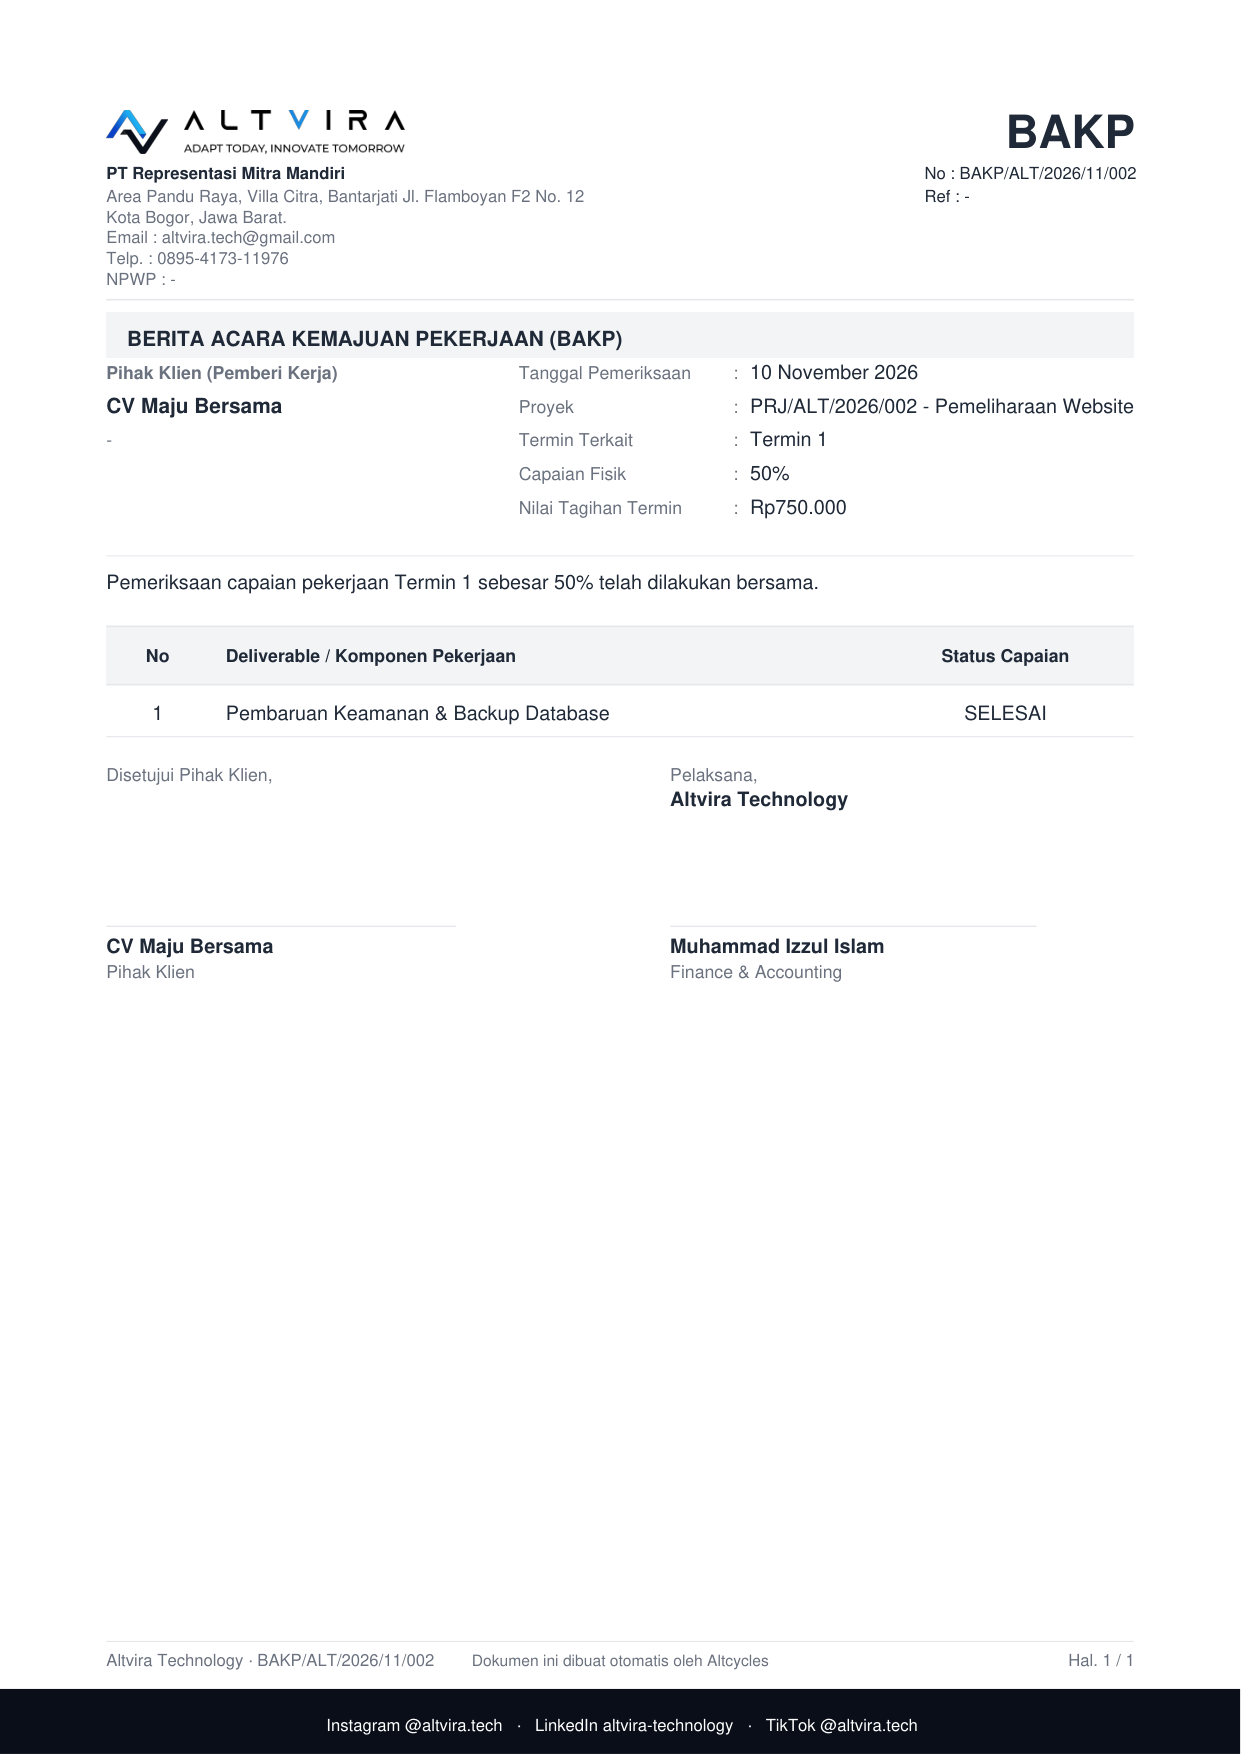 ALTVIRA
ADAPT TODAY, INNOVATE TOMORROW
BAKP
PT Representasi Mitra Mandiri
No : BAKP/ALT/2026/11/002
Area Pandu Raya, Villa Citra, Bantarjati Jl. Flamboyan F2 No. 12
Ref : -
Kota Bogor, Jawa Barat.
Email : altvira.tech@gmail.com
Telp. : 0895-4173-11976
NPWP : -
BERITA ACARA KEMAJUAN PEKERJAAN (BAKP)
Pihak Klien (Pemberi Kerja)
CV Maju Bersama
-
Tanggal Pemeriksaan : 10 November 2026
Proyek : PRJ/ALT/2026/002 - Pemeliharaan Website
Termin Terkait : Termin 1
Capaian Fisik : 50%
Nilai Tagihan Termin : Rp750.000
Pemeriksaan capaian pekerjaan Termin 1 sebesar 50% telah dilakukan bersama.
No Deliverable / Komponen Pekerjaan Status Capaian
1 Pembaruan Keamanan & Backup Database SELESAI
Disetujui Pihak Klien,
Pelaksana,
Altvira Technology
CV Maju Bersama
Pihak Klien
Muhammad Izzul Islam
Finance & Accounting
Altvira Technology · BAKP/ALT/2026/11/002 Dokumen ini dibuat otomatis oleh Altcycles Hal. 1 / 1
Instagram @altvira.tech · LinkedIn altvira-technology · TikTok @altvira.tech